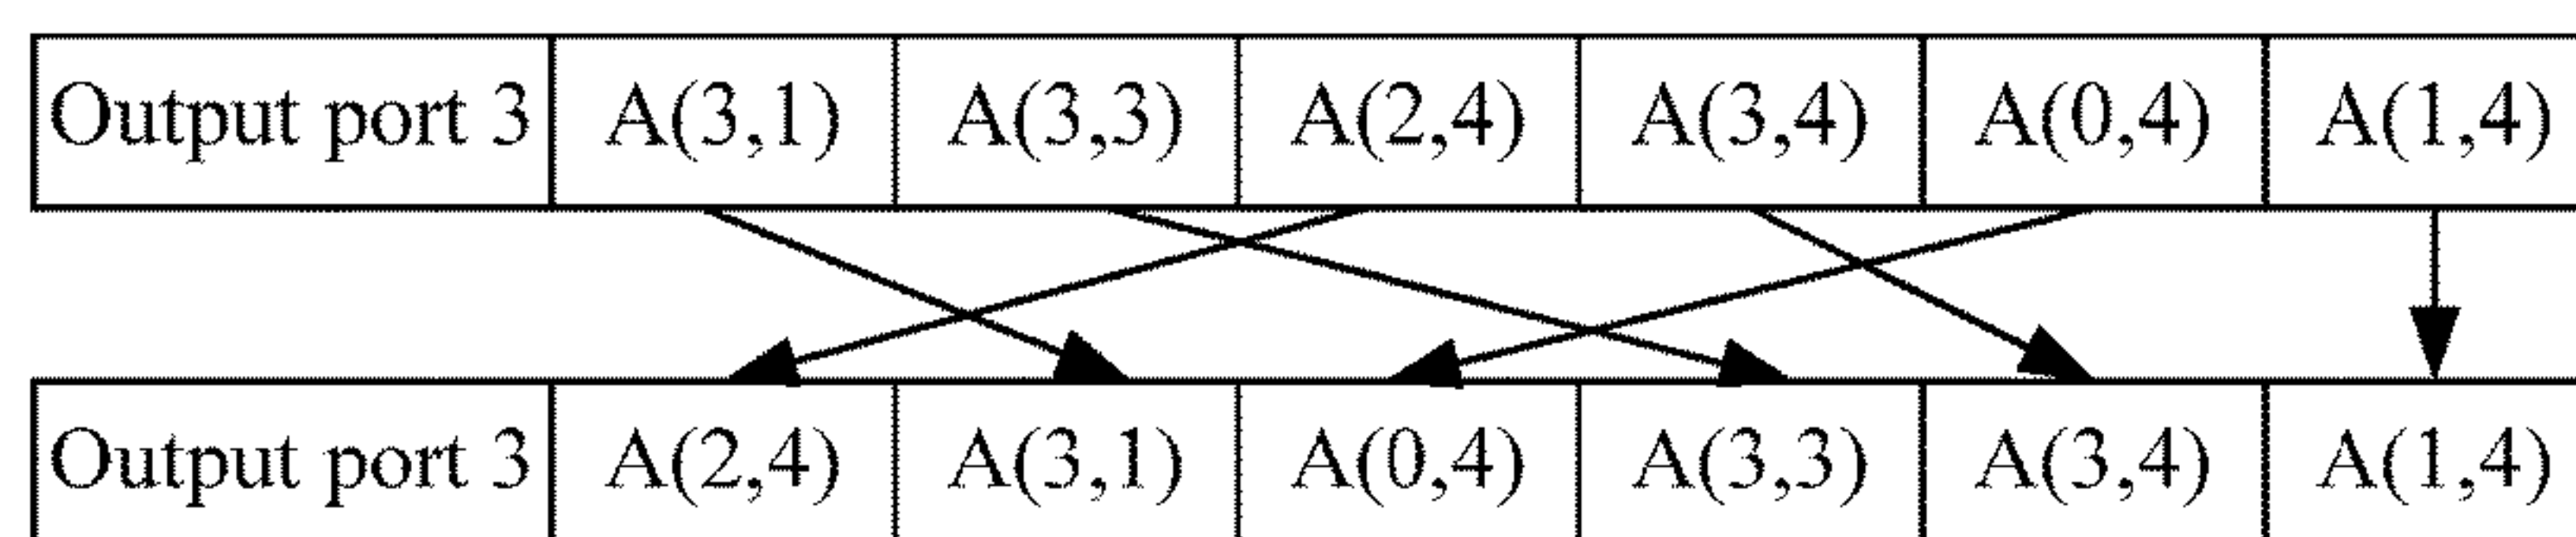 Output port 3 A(3,1) A(3,3) A(2,4) A(3,4) A(0,4) A(1,4)
Output port 3 A(2,4) A(3,1) A(0,4) A(3,3) A(3,4) A(1,4)